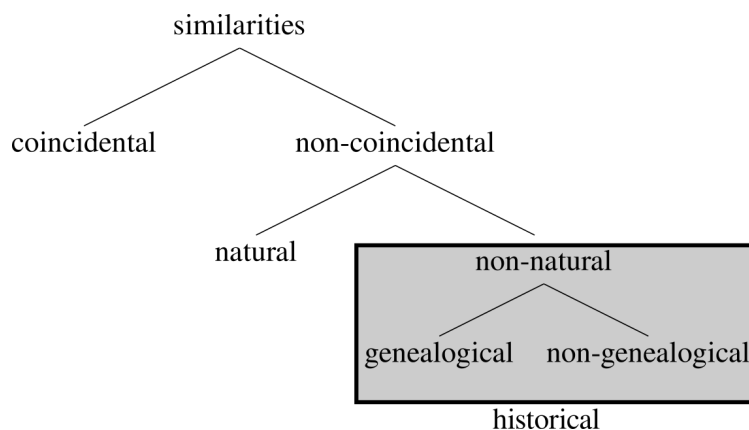 similarities
coincidental non-coincidental
natural non-natural
genealogical non-genealogical
historical